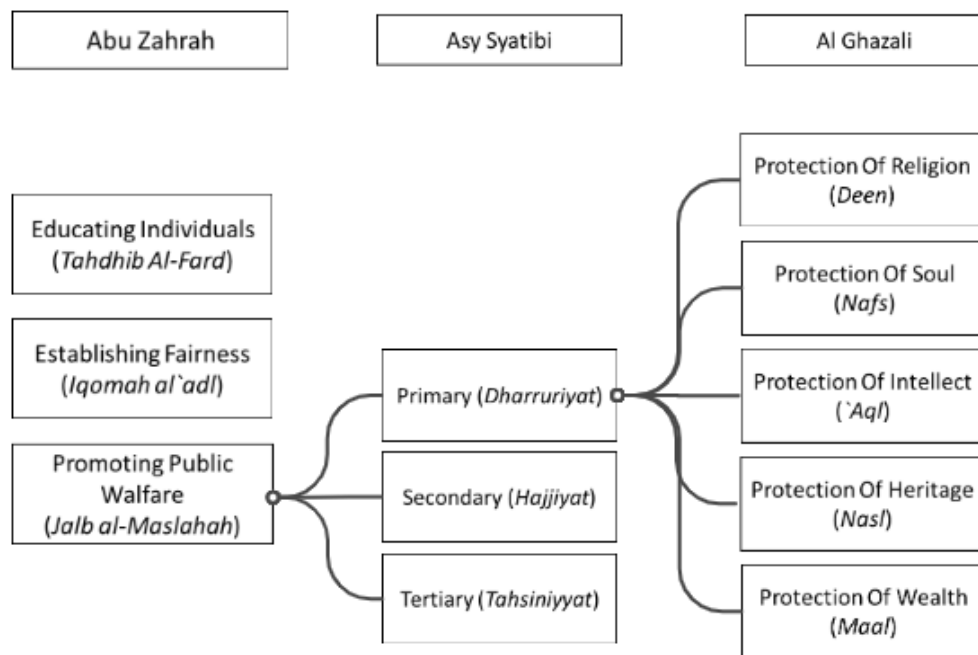 Abu Zahrah
Asy Syatibi
Al Ghazali
Educating Individuals
(Tahdhib Al-Fard)
Establishing Fairness
(Iqomah al`adl)
Promoting Public
Walfare
(Jalb al-Maslahah)
Primary (Dharruriyat)
Secondary (Hajjiyat)
Tertiary (Tahsiniyyat)
Protection Of Religion
(Deen)
Protection Of Soul
(Nafs)
Protection Of Intellect
(`Aql)
Protection Of Heritage
(Nasl)
Protection Of Wealth
(Maal)